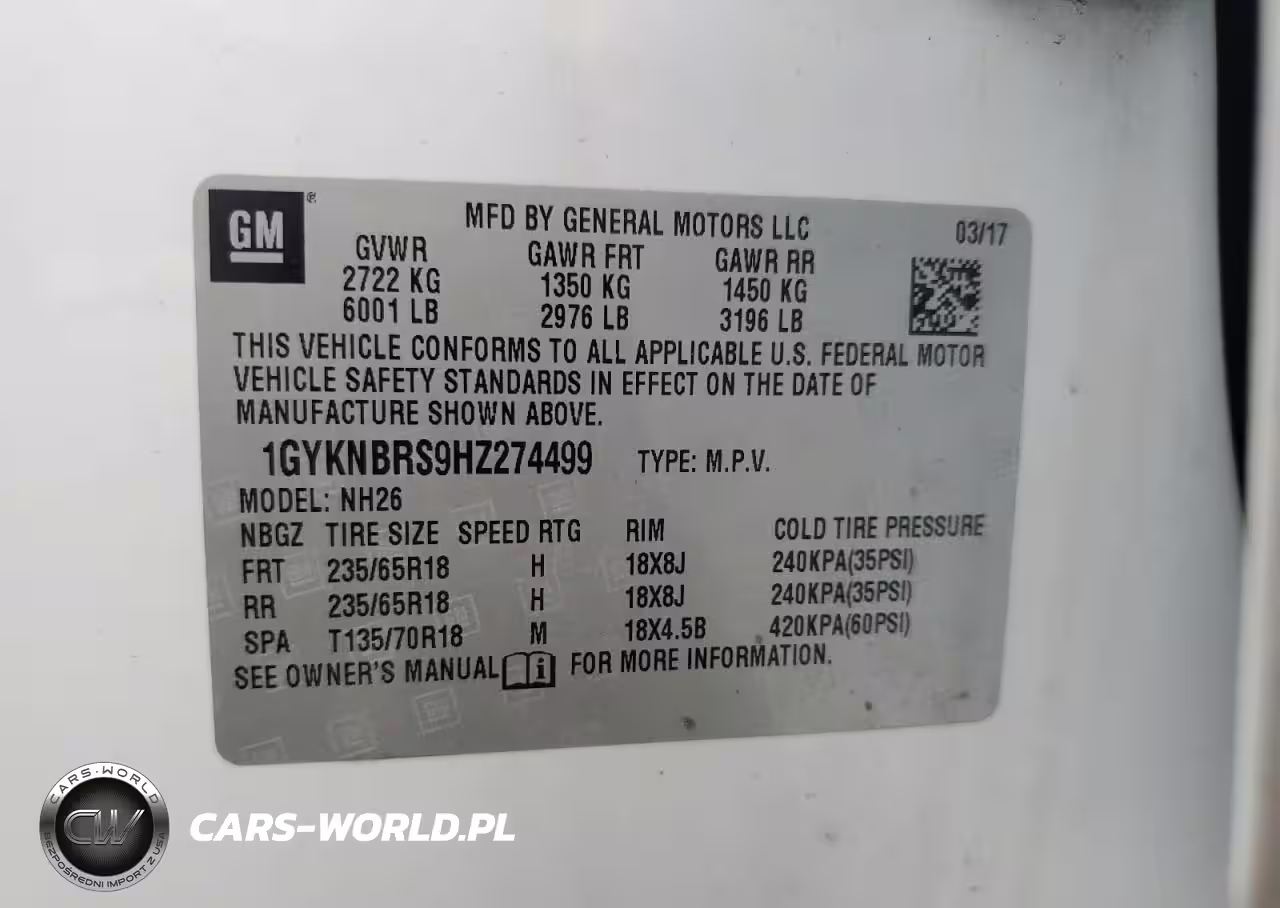 GM
®
MFD BY GENERAL MOTORS LLC 03/17
GVWR GAWR FRT GAWR RR
2722 KG 1350 KG 1450 KG
6001 LB 2976 LB 3196 LB
THIS VEHICLE CONFORMS TO ALL APPLICABLE U.S. FEDERAL MOTOR
VEHICLE SAFETY STANDARDS IN EFFECT ON THE DATE OF
MANUFACTURE SHOWN ABOVE.
1GYKNBRS9HZ274499 TYPE: M.P.V.
MODEL: NH26
NBGZ TIRE SIZE SPEED RTG RIM COLD TIRE PRESSURE
FRT 235/65R18 H 18X8J 240KPA(35PSI)
RR 235/65R18 H 18X8J 240KPA(35PSI)
SPA T135/70R18 M 18X4.5B 420KPA(60PSI)
SEE OWNER'S MANUAL i FOR MORE INFORMATION.
CARS-WORLD
CW
BEZPOŚREDNI IMPORT Z USA
CARS-WORLD.PL